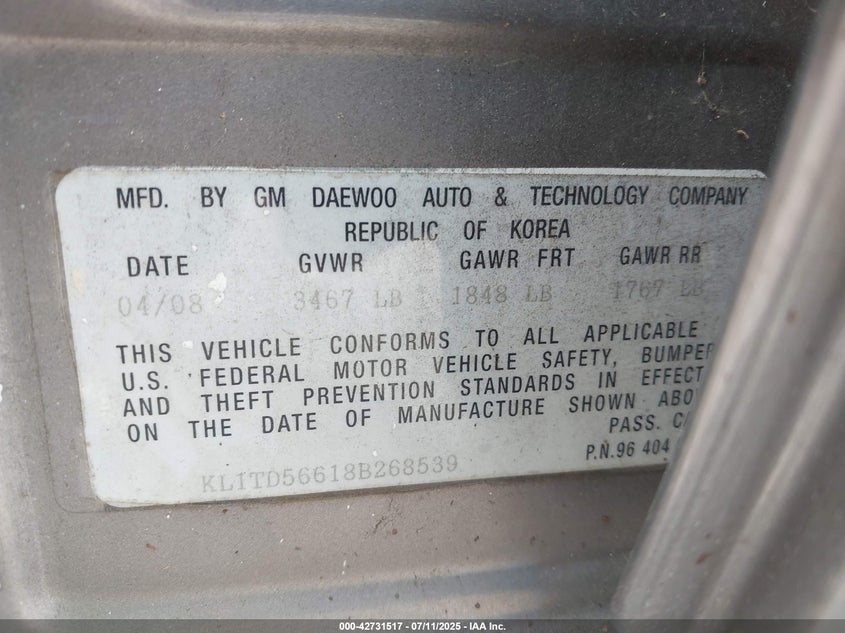 MFD. BY GM DAEWOO AUTO & TECHNOLOGY COMPANY
REPUBLIC OF KOREA
DATE GVWR GAWR FRT GAWR RR
04/08 3467 LB 1848 LB 1767 LB
THIS VEHICLE CONFORMS TO ALL APPLICABLE
U.S. FEDERAL MOTOR VEHICLE SAFETY, BUMPER
AND THEFT PREVENTION STANDARDS IN EFFECT
ON THE DATE OF MANUFACTURE SHOWN ABO
PASS. C
P.N.96 404
KL1TD56618B268539
000-42731517 - 07/11/2025 - IAA Inc.